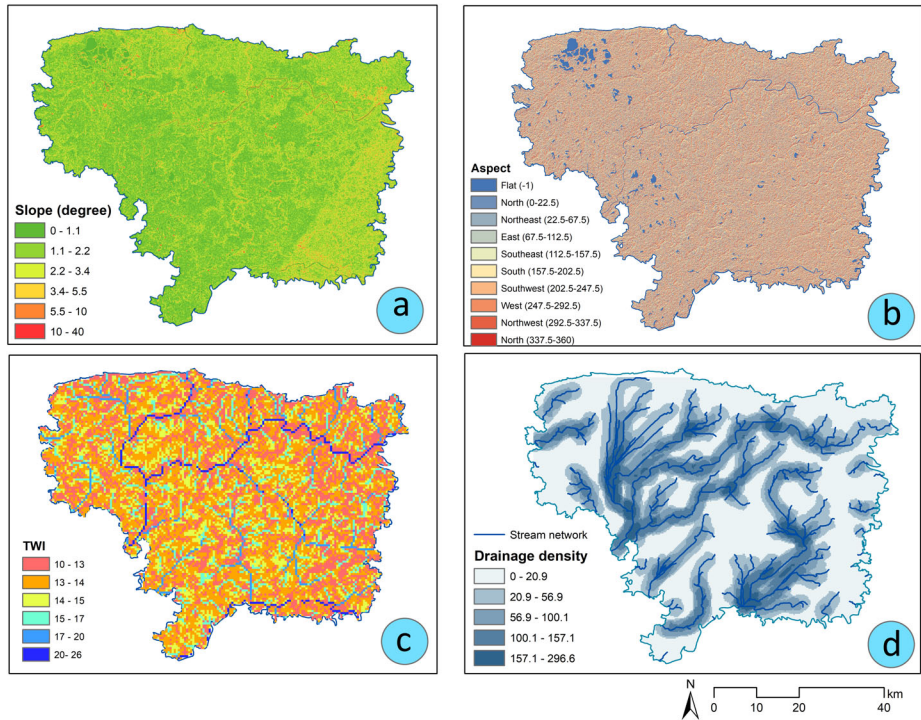 Slope (degree)
0 - 1.1
1.1 - 2.2
2.2 - 3.4
3.4- 5.5
5.5 - 10
10 - 40
a
Aspect
Flat (-1)
North (0-22.5)
Northeast (22.5-67.5)
East (67.5-112.5)
Southeast (112.5-157.5)
South (157.5-202.5)
Southwest (202.5-247.5)
West (247.5-292.5)
Northwest (292.5-337.5)
North (337.5-360)
b
TWI
10 - 13
13 - 14
14 - 15
15 - 17
17 - 20
20- 26
c
Stream network
Drainage density
0 - 20.9
20.9 - 56.9
56.9 - 100.1
100.1 - 157.1
157.1 - 296.6
d
N
km
0 10 20 40